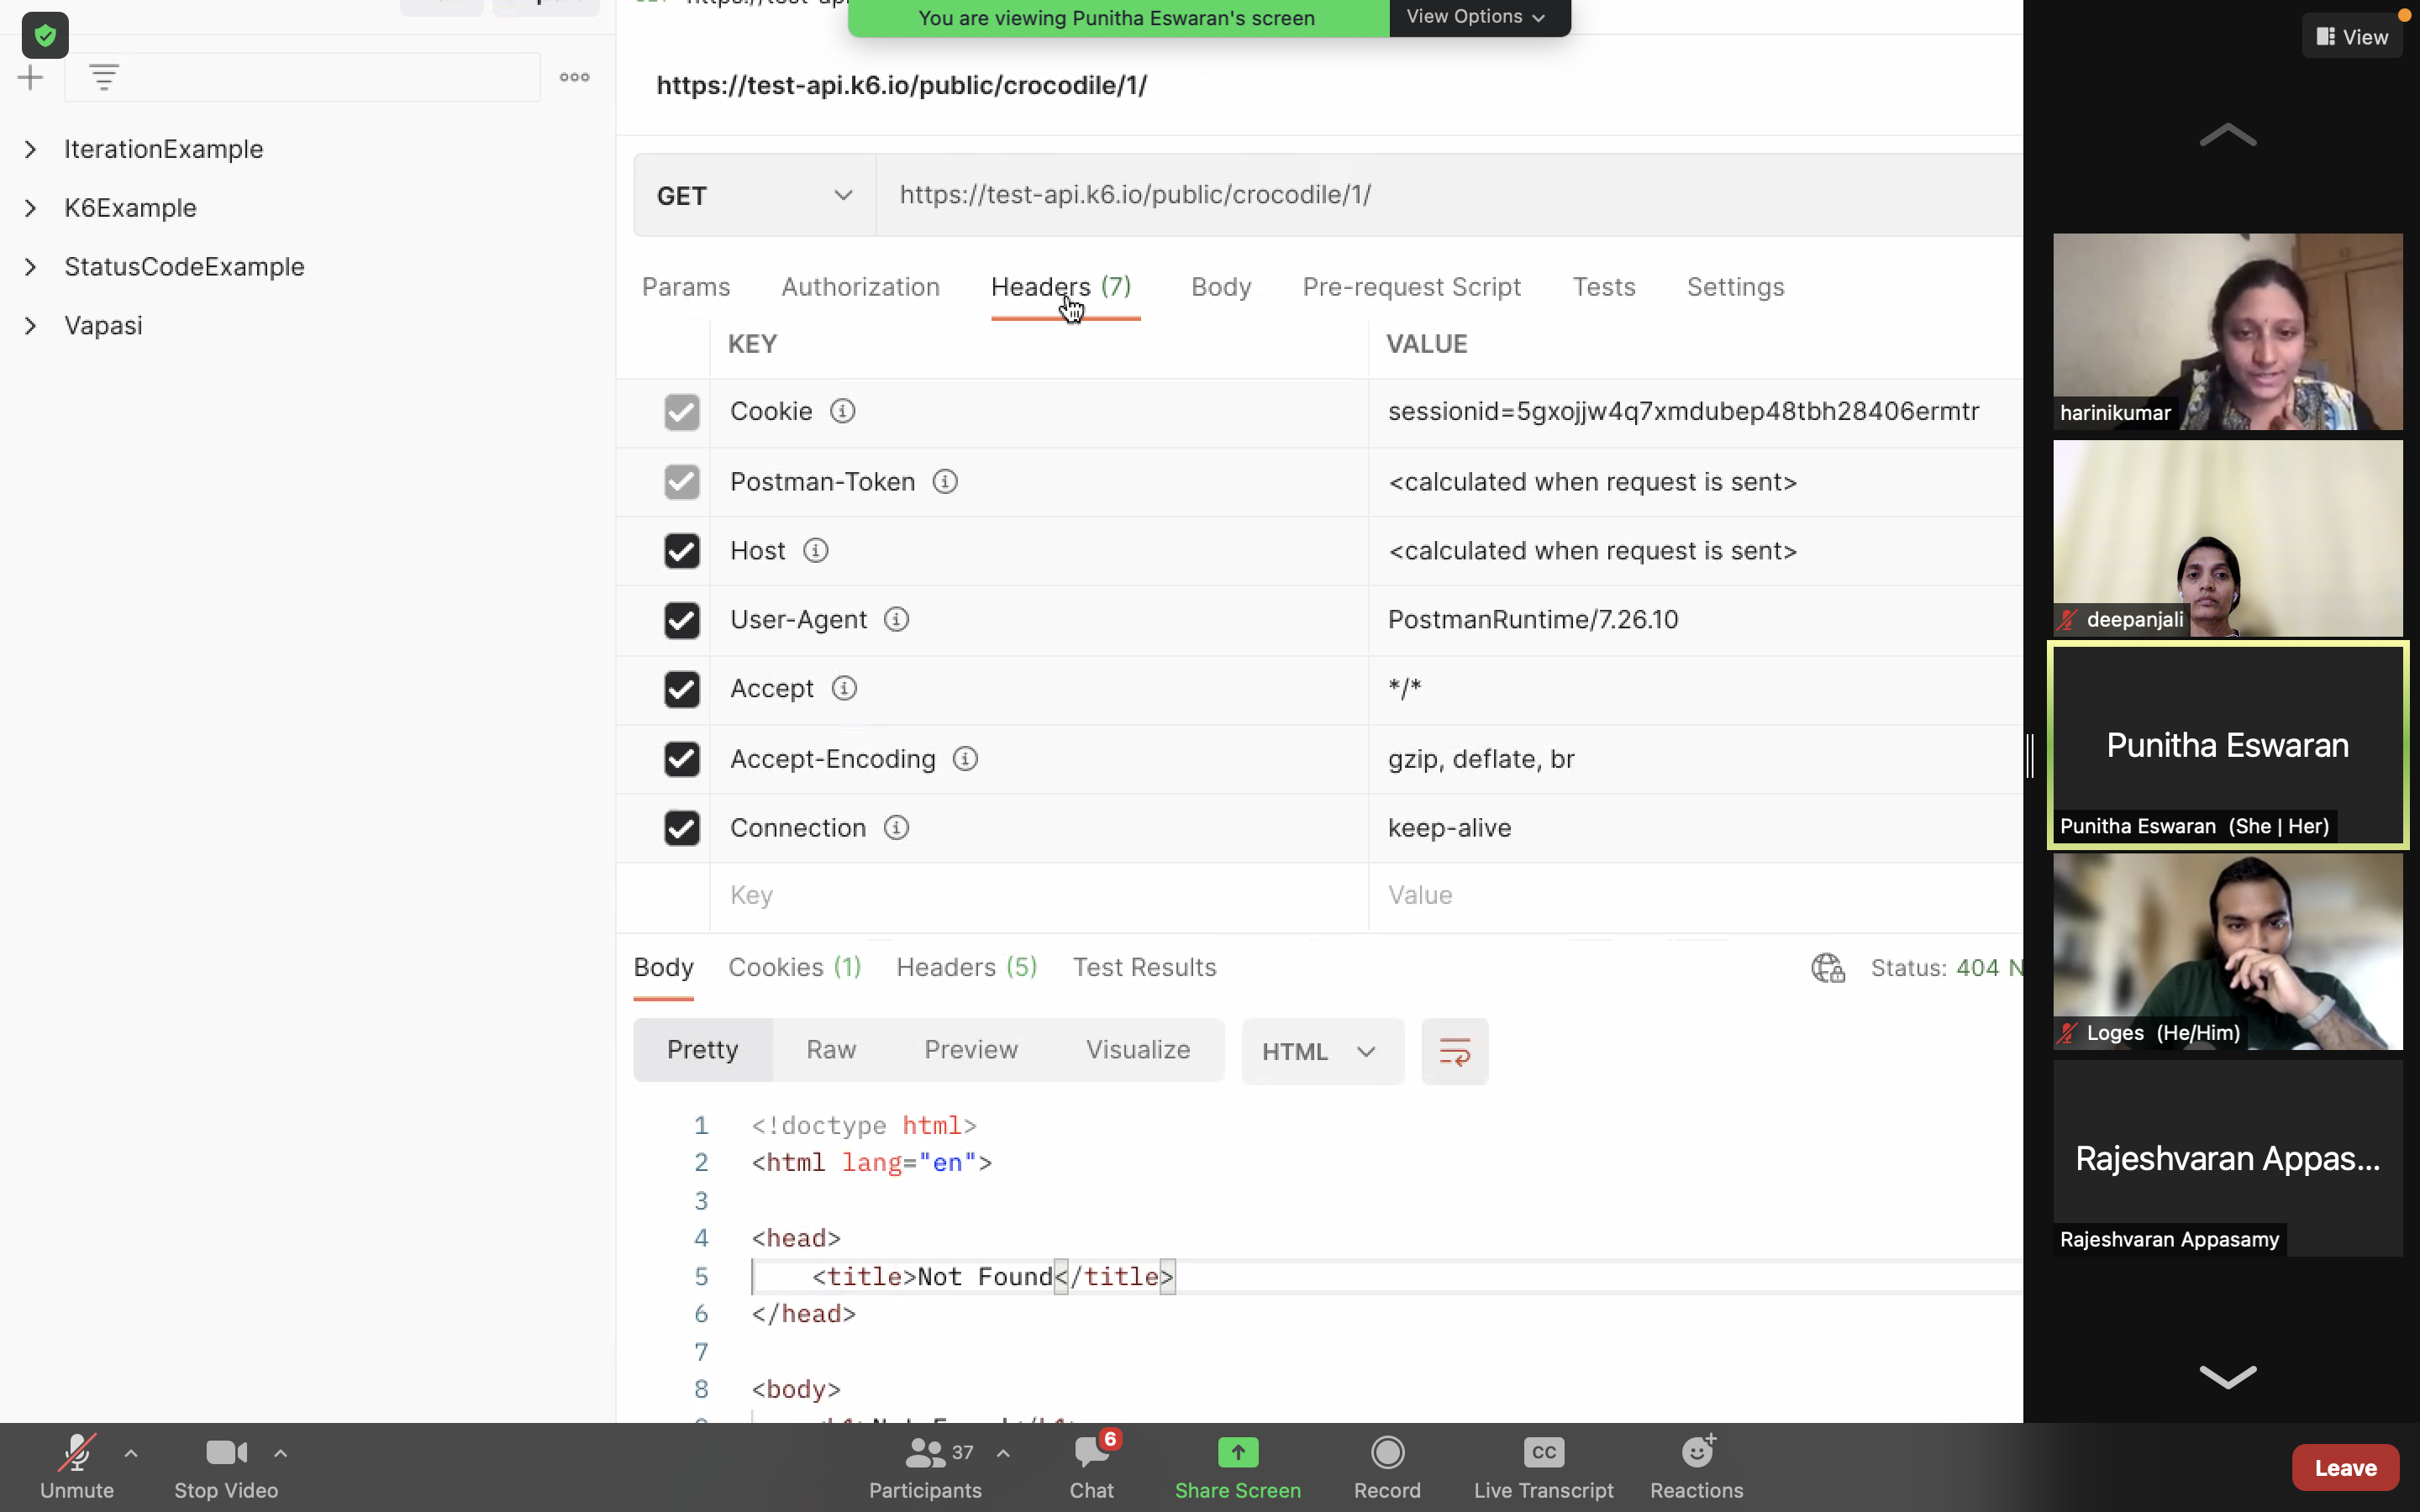 You are viewing Punitha Eswaran's screen
View Options
View
https://test-api.k6.io/public/crocodile/1/
IterationExample
K6Example
StatusCodeExample
Vapasi
GET
https://test-api.k6.io/public/crocodile/1/
Params Authorization Headers (7) Body Pre-request Script Tests Settings
KEY VALUE
Cookie sessionid=5gxojjw4q7xmdubep48tbh28406ermtr
Postman-Token <calculated when request is sent>
Host <calculated when request is sent>
User-Agent PostmanRuntime/7.26.10
Accept */*
Accept-Encoding gzip, deflate, br
Connection keep-alive
Key Value
Body Cookies (1) Headers (5) Test Results Status: 404 N
Pretty Raw Preview Visualize HTML
1 <!doctype html>
2 <html lang="en">
3
4 <head>
5 <title>Not Found</title>
6 </head>
7
8 <body>
harinikumar
deepanjali
Punitha Eswaran
Punitha Eswaran (She | Her)
Loges (He/Him)
Rajeshvaran Appas...
Rajeshvaran Appasamy
Unmute
Stop Video
37
Participants
6
Chat
Share Screen
Record
CC
Live Transcript
Reactions
Leave